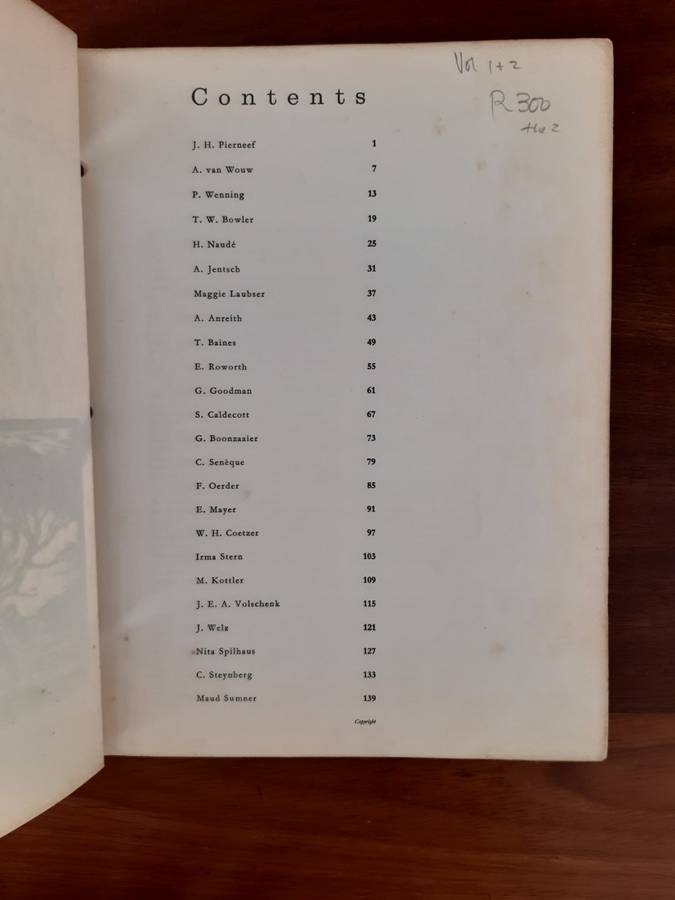 Vol 1+2
Contents
R300
the 2
J. H. Pierneef 1
A. van Wouw 7
P. Wenning 13
T. W. Bowler 19
H. Naudé 25
A. Jentsch 31
Maggie Laubser 37
A. Anreith 43
T. Baines 49
E. Roworth 55
G. Goodman 61
S. Caldecott 67
G. Boonzaaier 73
C. Senèque 79
F. Oerder 85
E. Mayer 91
W. H. Coetzer 97
Irma Stern 103
M. Kottler 109
J. E. A. Volschenk 115
J. Welz 121
Nita Spilhaus 127
C. Steynberg 133
Maud Sumner 139
Copyright